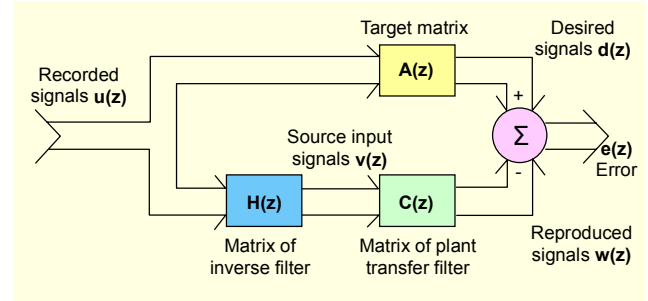 Target matrix
Desired
signals d(z)
Recorded
signals u(z)
A(z)
+
Source input
signals v(z)
Σ
e(z)
Error
-
H(z)
C(z)
Matrix of
inverse filter
Matrix of plant
transfer filter
Reproduced
signals w(z)